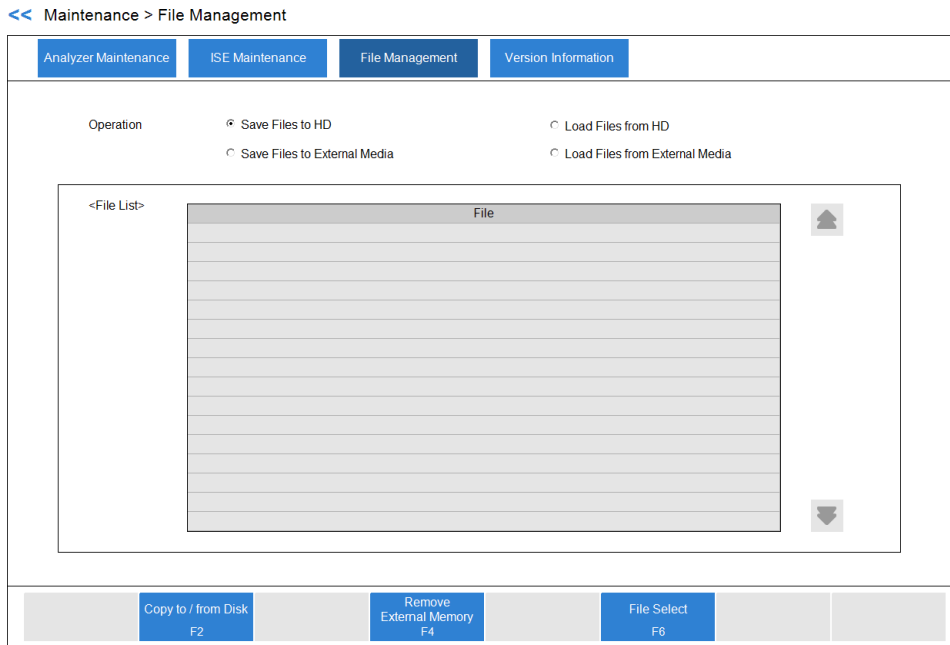 << Maintenance > File Management
Analyzer Maintenance ISE Maintenance File Management Version Information
Operation Save Files to HD Load Files from HD
Save Files to External Media Load Files from External Media
<File List>
File
Copy to / from Disk
F2
Remove
External Memory
F4
File Select
F6